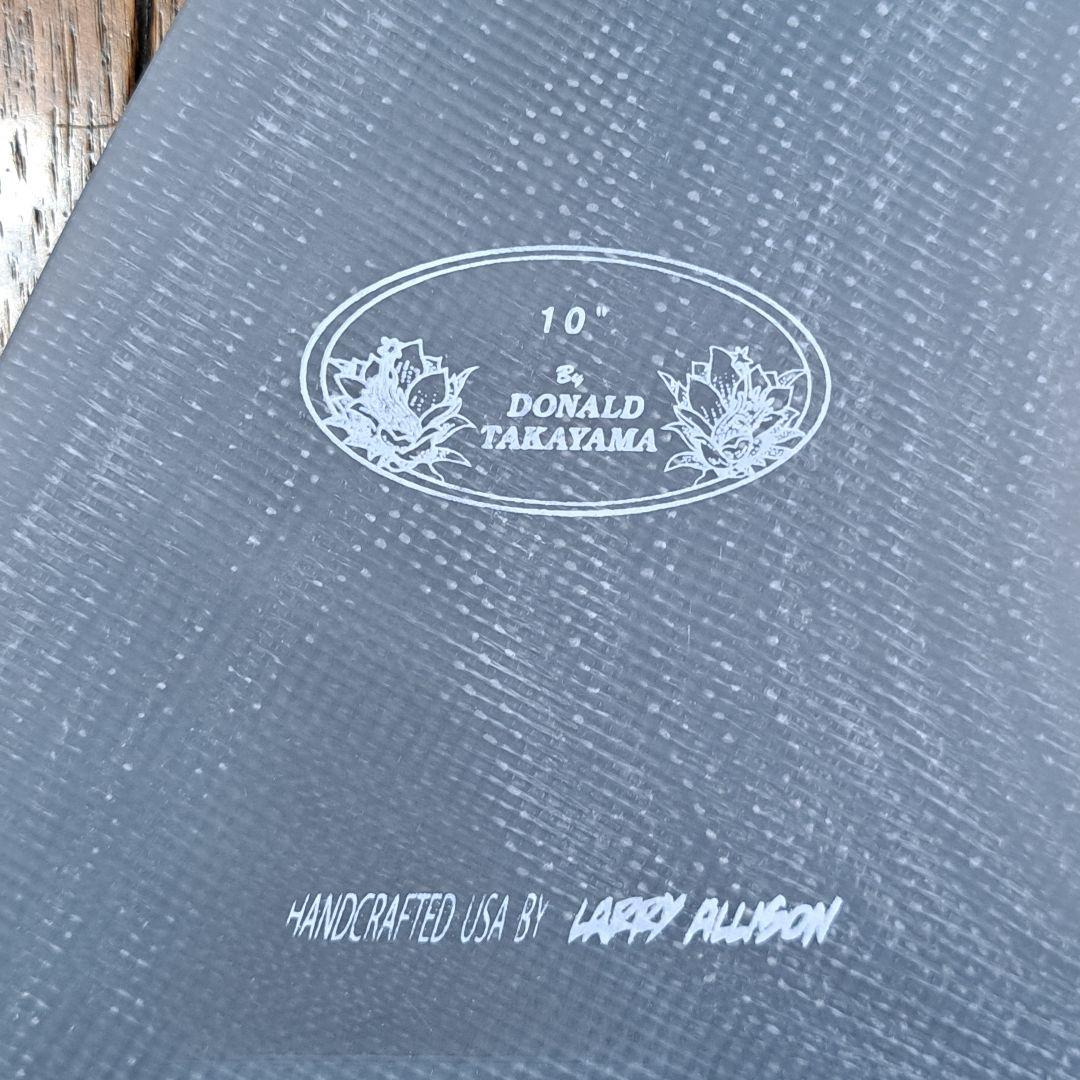 10"
By
DONALD
TAKAYAMA
HANDCRAFTED USA BY LARRY ALLISON